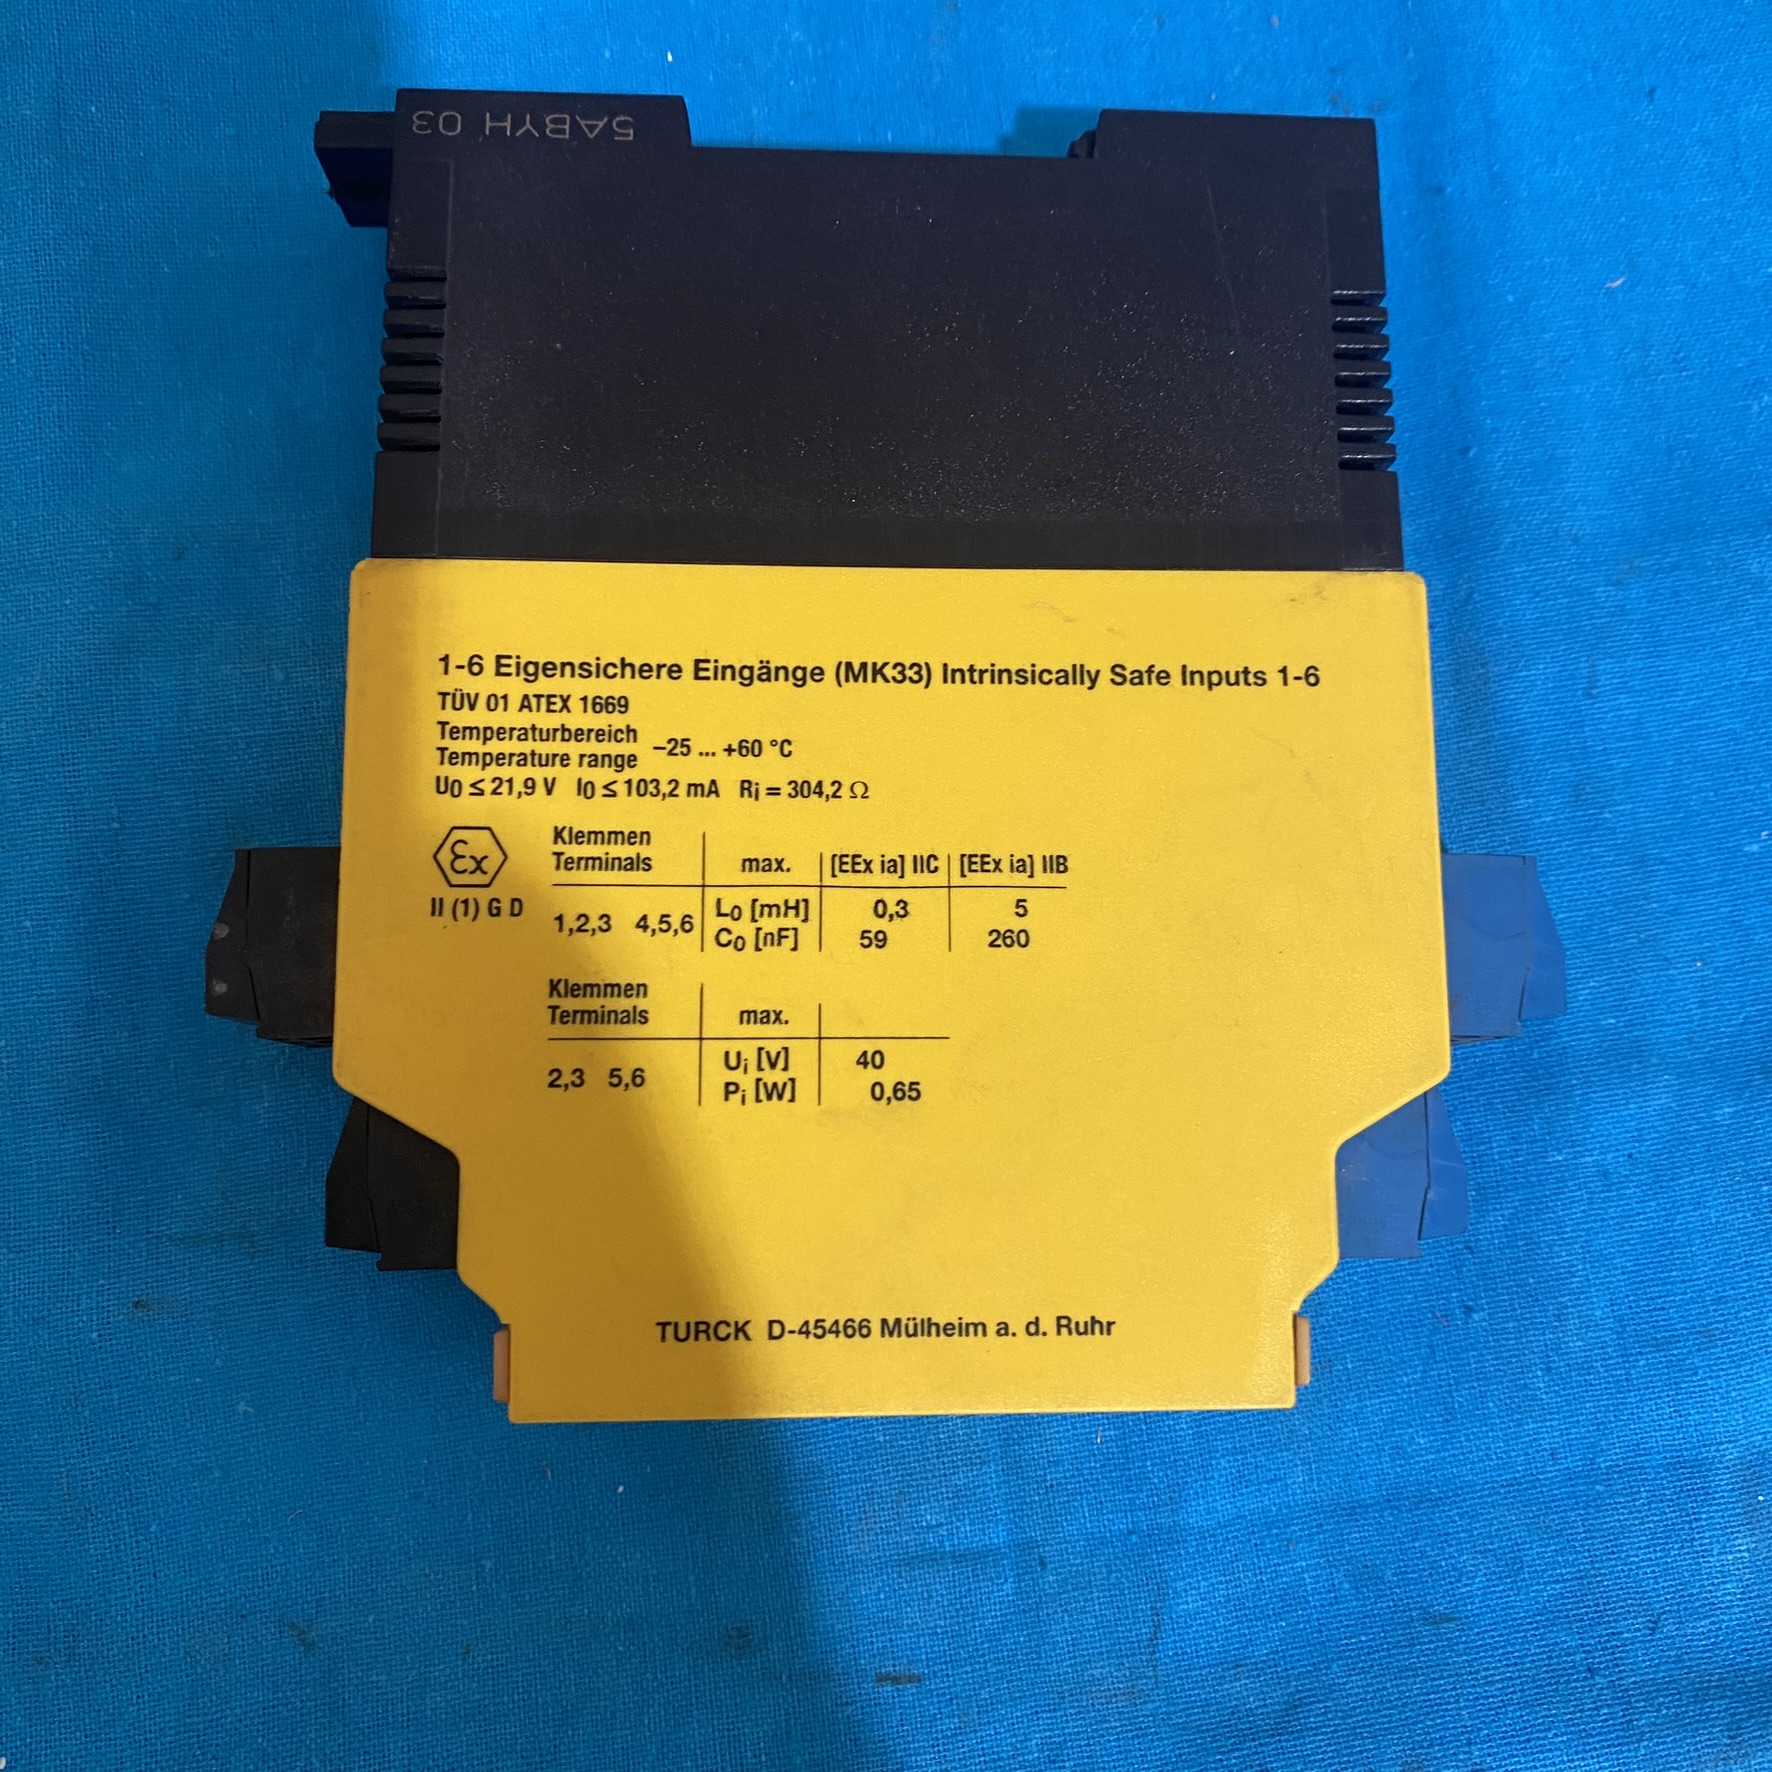 5ABYH 03
1-6 Eigensichere Eingänge (MK33) Intrinsically Safe Inputs 1-6
TÜV 01 ATEX 1669
Temperaturbereich
Temperature range −25 ... +60 °C
U0 ≤ 21,9 V I0 ≤ 103,2 mA Ri = 304,2 Ω
Ex
II (1) G D
Klemmen
Terminals max. [EEx ia] IIC [EEx ia] IIB
1,2,3 4,5,6
L0 [mH] 0,3 5
C0 [nF] 59 260
Klemmen
Terminals max.
2,3 5,6
Ui [V] 40
Pi [W] 0,65
TURCK D-45466 Mülheim a. d. Ruhr